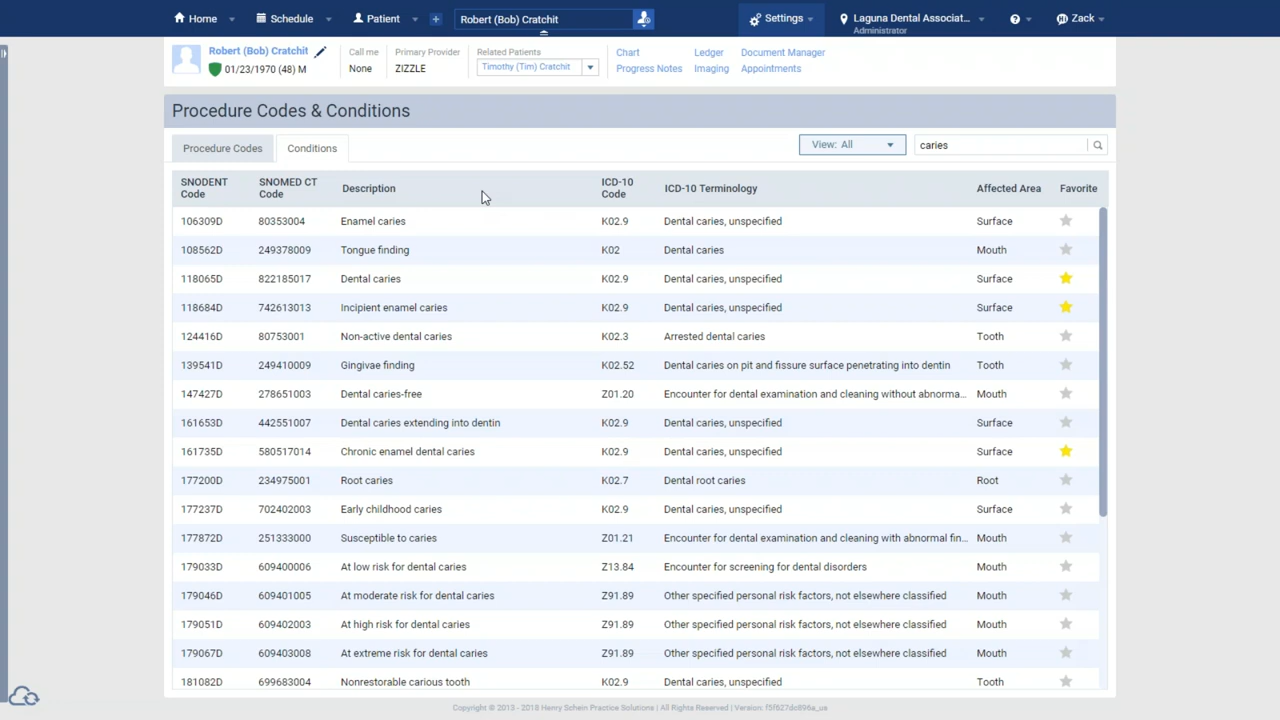 Home Schedule Patient + Robert (Bob) Cratchit Settings Laguna Dental Associat... ? Zack
Administrator
Robert (Bob) Cratchit Call me Primary Provider Related Patients Chart Ledger Document Manager
01/23/1970 (48) M None ZIZZLE Timothy (Tim) Cratchit Progress Notes Imaging Appointments
Procedure Codes & Conditions
Procedure Codes Conditions View: All caries
SNODENT Code SNOMED CT Code Description ICD-10 Code ICD-10 Terminology Affected Area Favorite
106309D 80353004 Enamel caries K02.9 Dental caries, unspecified Surface
108562D 249378009 Tongue finding K02 Dental caries Mouth
118065D 822185017 Dental caries K02.9 Dental caries, unspecified Surface
118684D 742613013 Incipient enamel caries K02.9 Dental caries, unspecified Surface
124416D 80753001 Non-active dental caries K02.3 Arrested dental caries Tooth
139541D 249410009 Gingivae finding K02.52 Dental caries on pit and fissure surface penetrating into dentin Tooth
147427D 278651003 Dental caries-free Z01.20 Encounter for dental examination and cleaning without abnorma... Mouth
161653D 442551007 Dental caries extending into dentin K02.9 Dental caries, unspecified Surface
161735D 580517014 Chronic enamel dental caries K02.9 Dental caries, unspecified Surface
177200D 234975001 Root caries K02.7 Dental root caries Root
177237D 702402003 Early childhood caries K02.9 Dental caries, unspecified Surface
177872D 251333000 Susceptible to caries Z01.21 Encounter for dental examination and cleaning with abnormal fin... Mouth
179033D 609400006 At low risk for dental caries Z13.84 Encounter for screening for dental disorders Mouth
179046D 609401005 At moderate risk for dental caries Z91.89 Other specified personal risk factors, not elsewhere classified Mouth
179051D 609402003 At high risk for dental caries Z91.89 Other specified personal risk factors, not elsewhere classified Mouth
179067D 609403008 At extreme risk for dental caries Z91.89 Other specified personal risk factors, not elsewhere classified Mouth
181082D 699683004 Nonrestorable carious tooth K02.9 Dental caries, unspecified Tooth
Copyright © 2013 - 2018 Henry Schein Practice Solutions | All Rights Reserved | Version: f5f627dc896a_ua